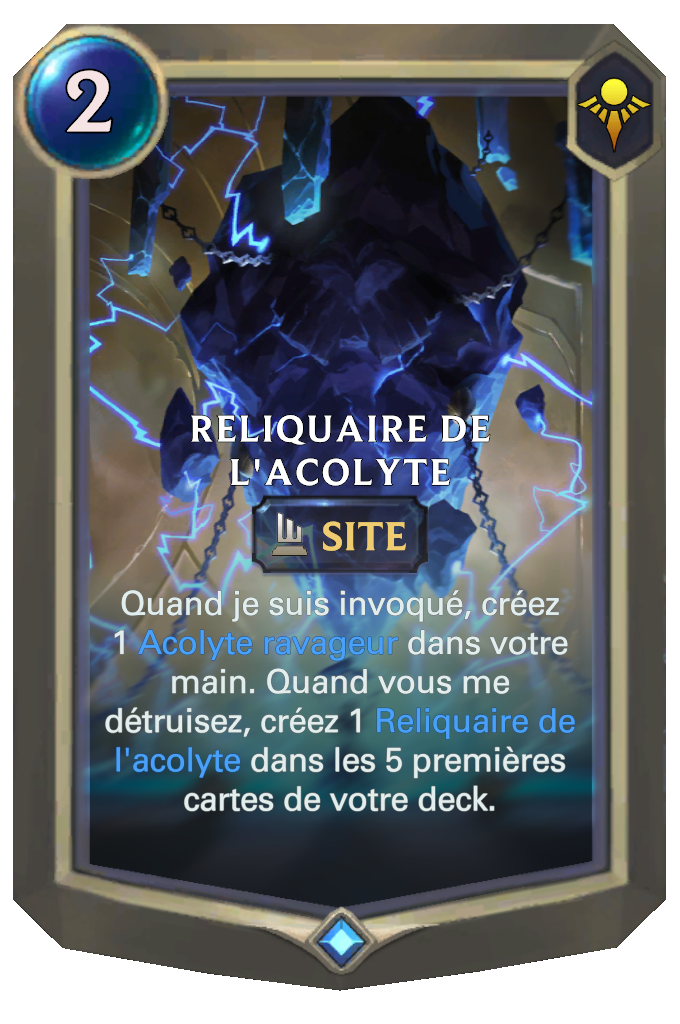 2
RELIQUAIRE DE
L'ACOLYTE
SITE
Quand je suis invoqué, créez
1 Acolyte ravageur dans votre
main. Quand vous me
détruisez, créez 1 Reliquaire de
l'acolyte dans les 5 premières
cartes de votre deck.